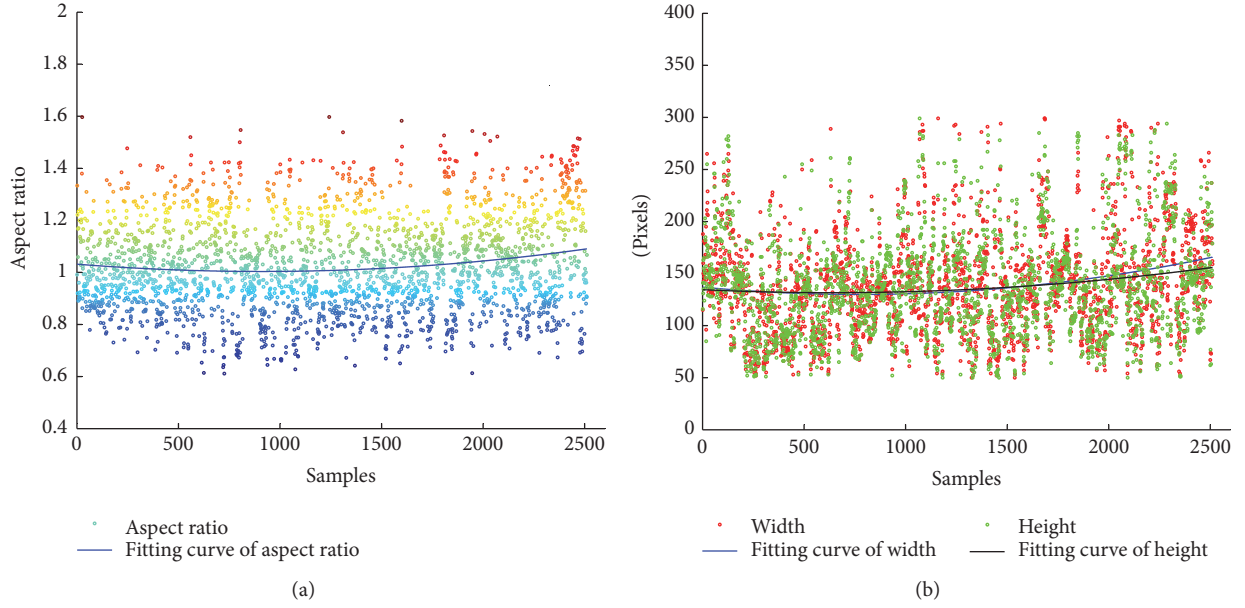 2
1.8
1.6
1.4
1.2
1
0.8
0.6
0.4
Aspect ratio
0
500
1000
1500
2000
2500
Samples
Aspect ratio
Fitting curve of aspect ratio
(a)
400
350
300
250
200
150
100
50
0
(Pixels)
0
500
1000
1500
2000
2500
Samples
Width
Height
Fitting curve of width
Fitting curve of height
(b)